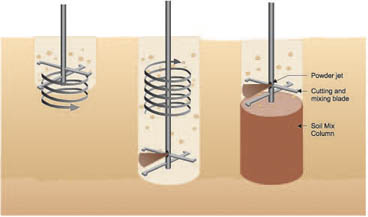 Powder jet
Cutting and
mixing blade
Soil Mix
Column